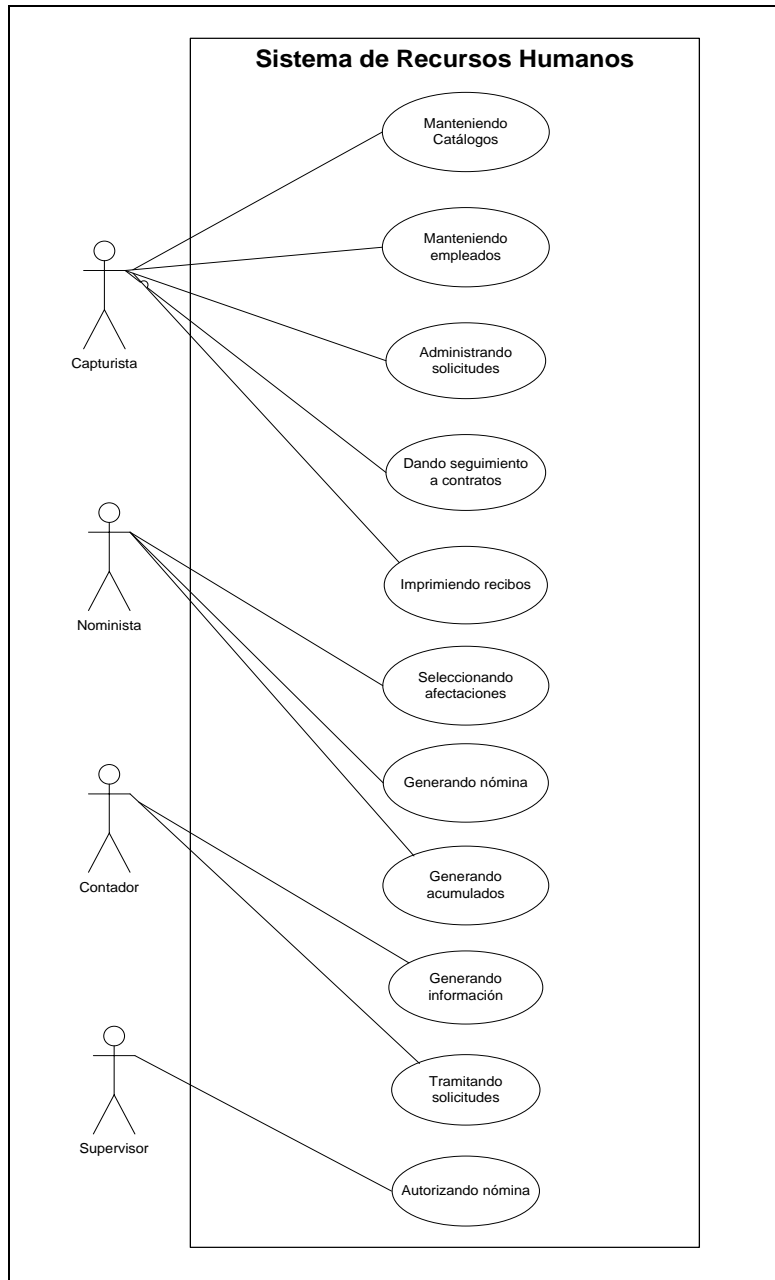 Sistema de Recursos Humanos
Manteniendo
Catálogos
Manteniendo
empleados
Capturista
Administrando
solicitudes
Dando seguimiento
a contratos
Imprimiendo recibos
Nominista
Seleccionando
afectaciones
Generando nómina
Contador
Generando
acumulados
Generando
información
Tramitando
solicitudes
Supervisor
Autorizando nómina